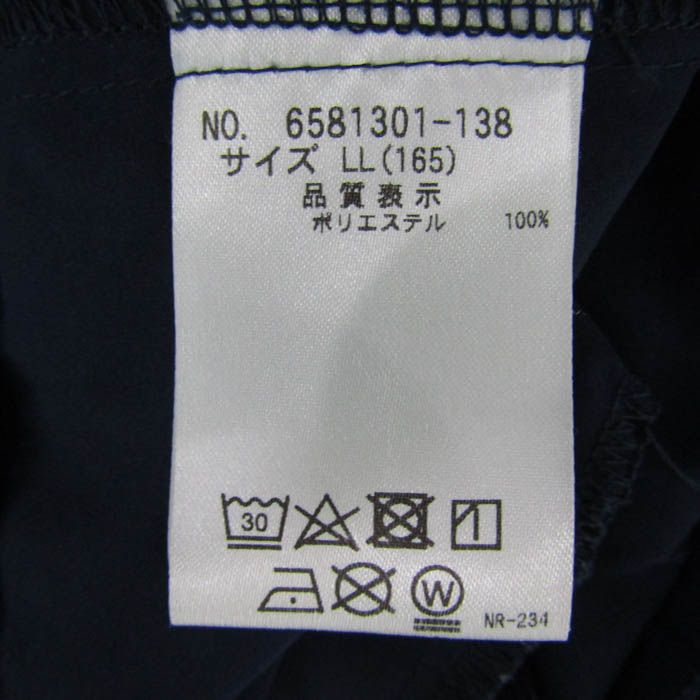 NO. 6581301-138
サイズ LL(165)
品質表示
ポリエステル 100%
30
W
NR-234